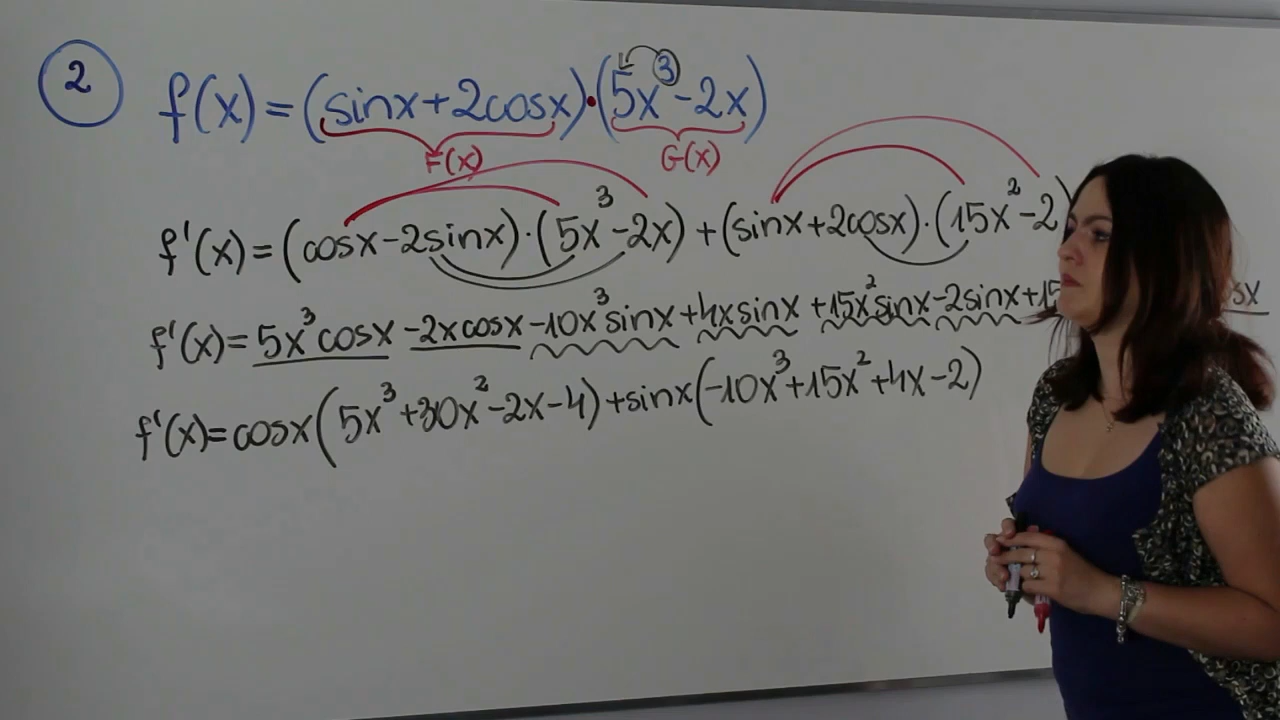 2
f(x) = (sinx+2cosx)·(5x³-2x)
F(x) G(x)
f'(x) = (cosx-2sinx)·(5x³-2x)+(sinx+2cosx)·(15x²-2)
f'(x)= 5x³cosx -2xcosx -10x³sinx +4xsinx +15x²sinx -2sinx +15
f'(x)=cosx(5x³+30x²-2x-4)+sinx(-10x³+15x²+4x-2)